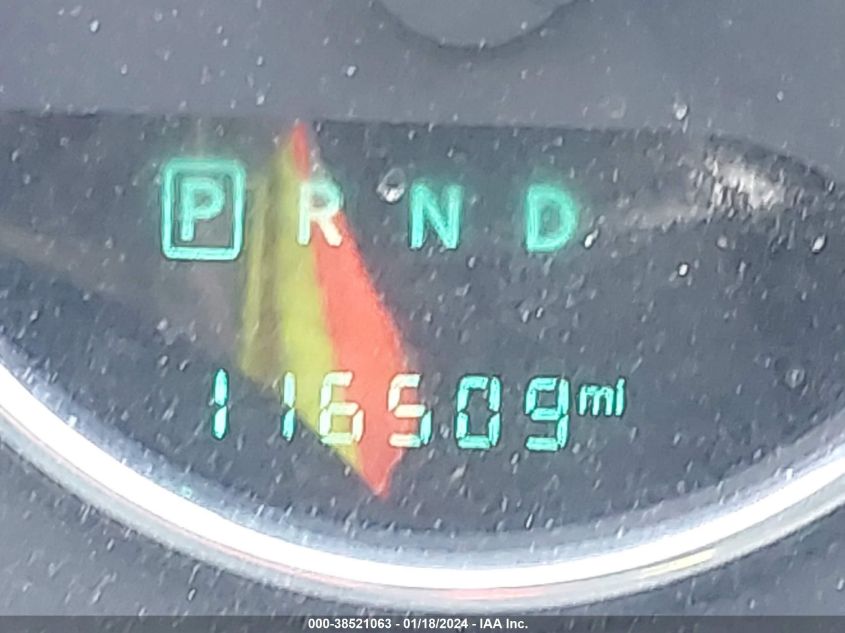 P R N D
116509 mi
000-38521063 - 01/18/2024 - IAA Inc.